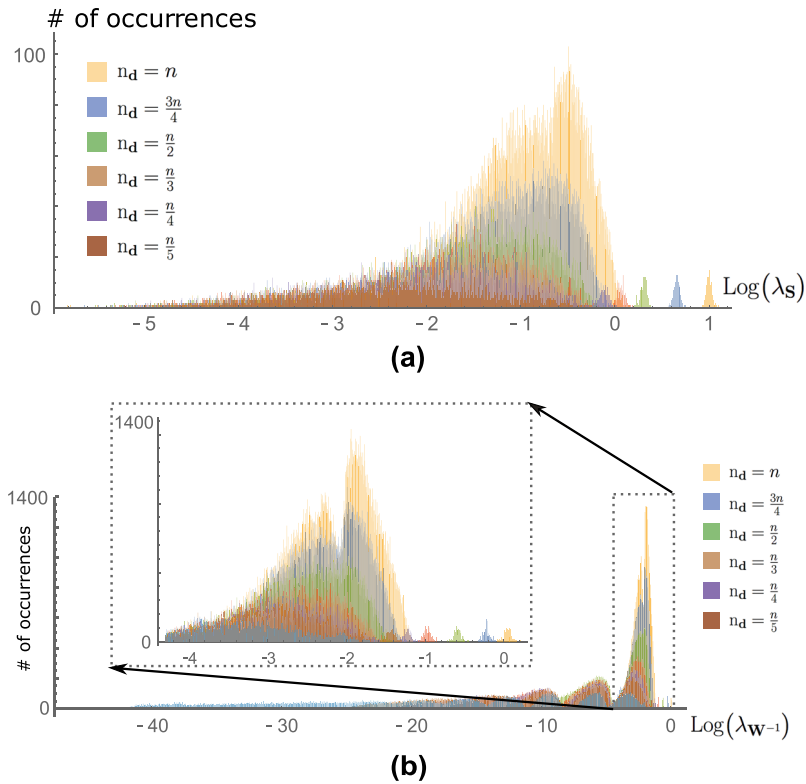 # of occurrences
100
n_d = n
n_d = 3n/4
n_d = n/2
n_d = n/3
n_d = n/4
n_d = n/5
0
-5 -4 -3 -2 -1 0 1
Log(λ_S)
(a)
1400
0
-4 -3 -2 -1 0
n_d = n
n_d = 3n/4
n_d = n/2
n_d = n/3
n_d = n/4
n_d = n/5
1400
# of occurrences
0
-40 -30 -20 -10 0
Log(λ_W⁻¹)
(b)